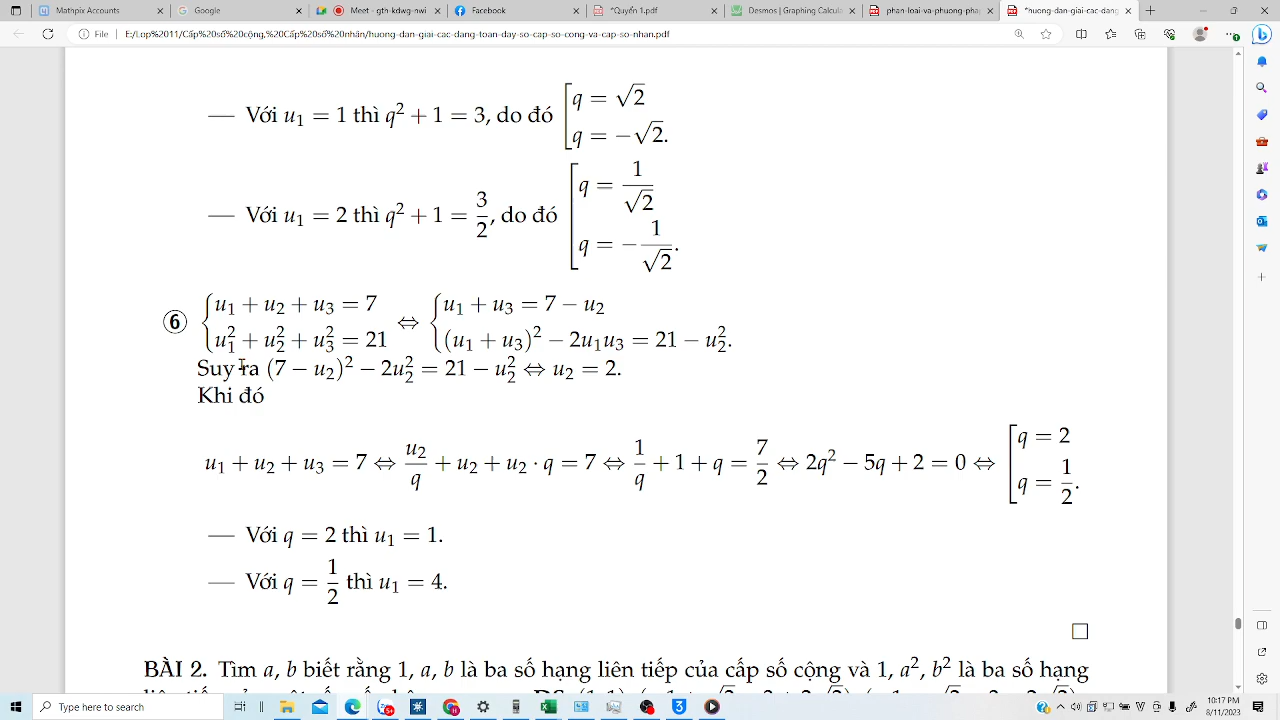 Mathpix Accounts Google Meet - gth-kdwg-nwi Facebook *Quyển 1.pdf Desmos | Graphing Calcu phan-loai-va-phuong-phap *huong-dan-giai-cac-dang
File E:/Lop%2011/Cấp%20số%20cộng,%20Cấp%20số%20nhân/huong-dan-giai-cac-dang-toan-day-so-cap-so-cong-va-cap-so-nhan.pdf
— Với u₁ = 1 thì q² + 1 = 3, do đó [q = √2
q = −√2.
— Với u₁ = 2 thì q² + 1 = 3/2, do đó [q = 1/√2
q = −1/√2.
6 {u₁ + u₂ + u₃ = 7 ⇔ {u₁ + u₃ = 7 − u₂
u₁² + u₂² + u₃² = 21 (u₁ + u₃)² − 2u₁u₃ = 21 − u₂².
Suy ra (7 − u₂)² − 2u₂² = 21 − u₂² ⇔ u₂ = 2.
Khi đó
u₁ + u₂ + u₃ = 7 ⇔ u₂/q + u₂ + u₂ · q = 7 ⇔ 1/q + 1 + q = 7/2 ⇔ 2q² − 5q + 2 = 0 ⇔ [q = 2
q = 1/2.
— Với q = 2 thì u₁ = 1.
— Với q = 1/2 thì u₁ = 4.
□
BÀI 2. Tìm a, b biết rằng 1, a, b là ba số hạng liên tiếp của cấp số cộng và 1, a², b² là ba số hạng
Type here to search
10:17 PM
8/11/2023